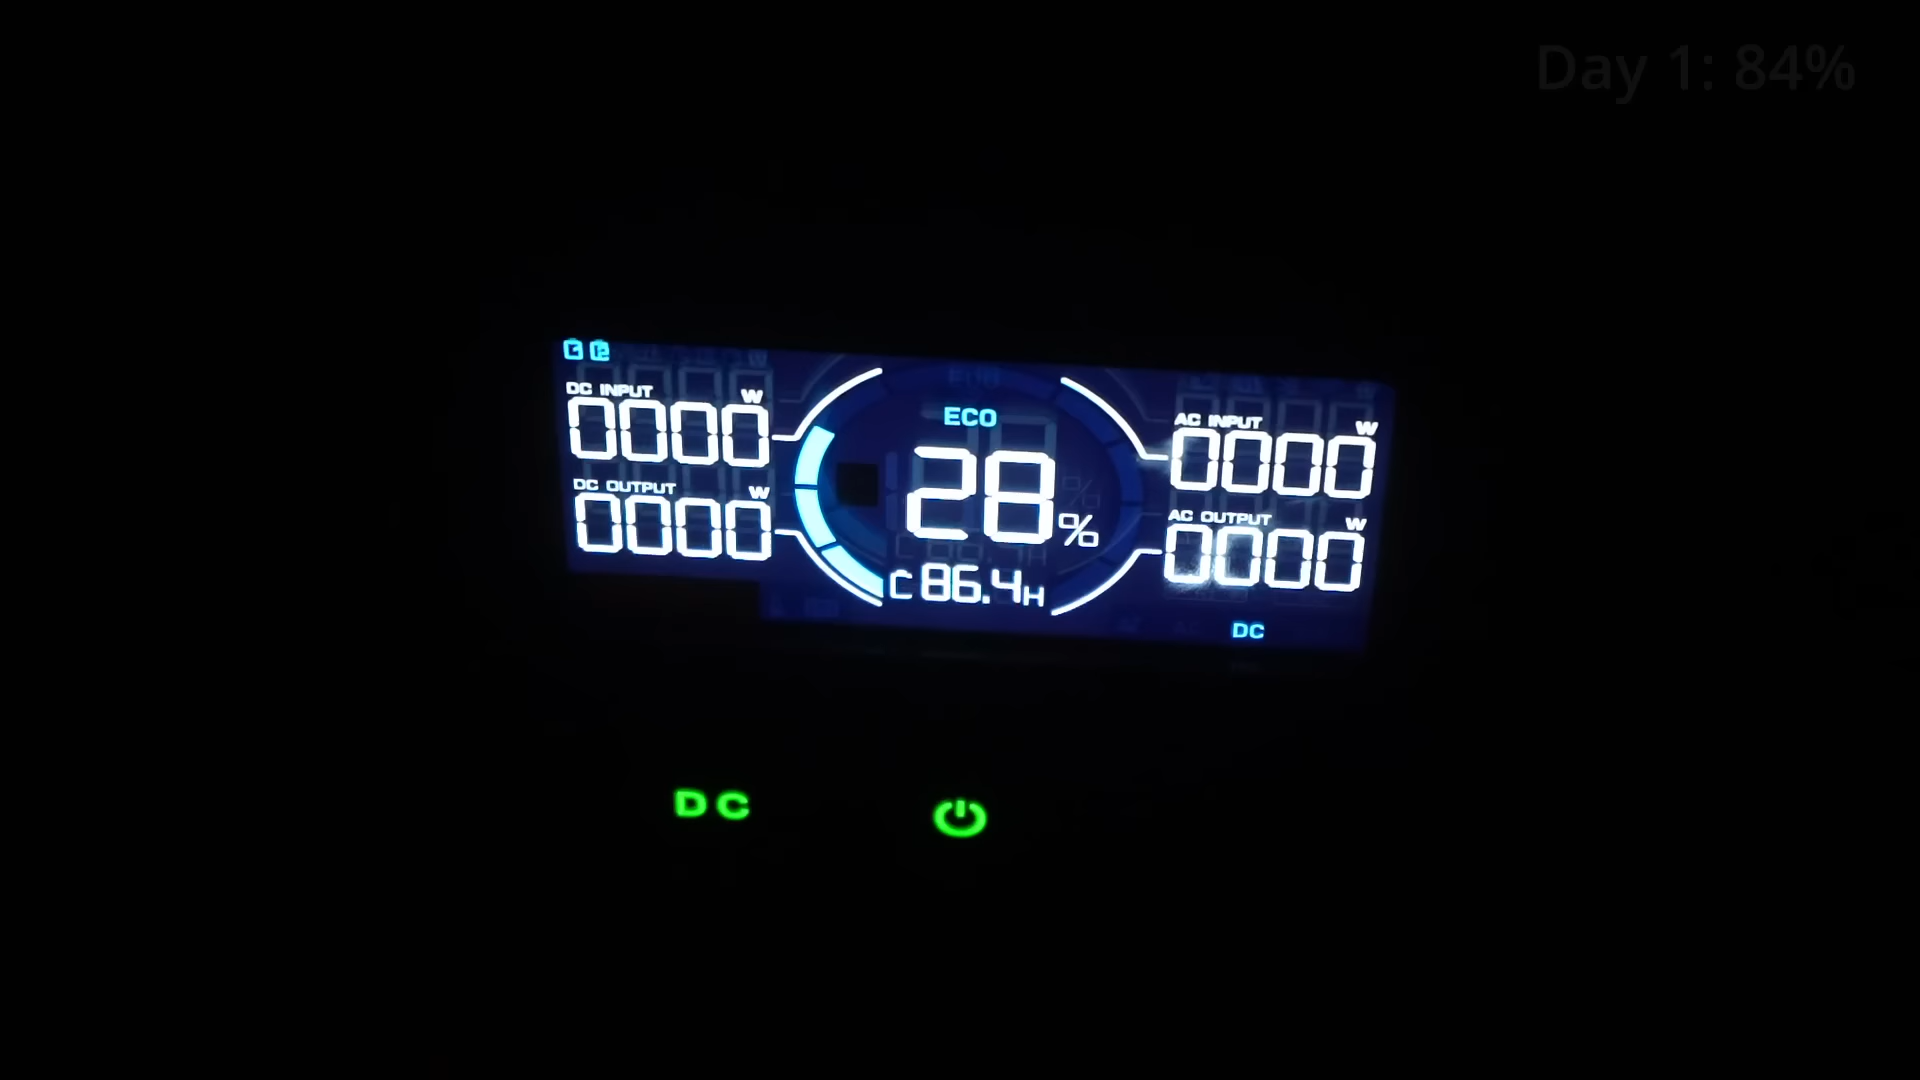 Day 1: 84%
DC INPUT W
0000
DC OUTPUT W
0000
ECO
28%
C 86.4H
AC INPUT W
0000
AC OUTPUT W
0000
DC
DC